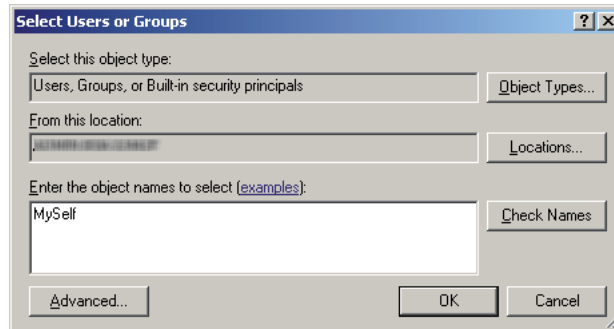 Select Users or Groups
Select this object type:
Users, Groups, or Built-in security principals
Object Types...
From this location:
Locations...
Enter the object names to select (examples):
MySelf
Check Names
Advanced...
OK
Cancel